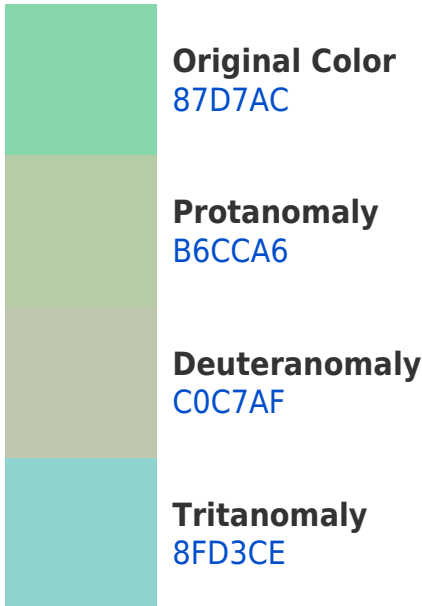 Original Color
87D7AC
Protanomaly
B6CCA6
Deuteranomaly
C0C7AF
Tritanomaly
8FD3CE